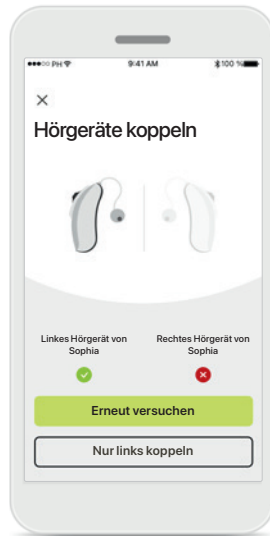 PH 9:41 AM 100 %
Hörgeräte koppeln
Linkes Hörgerät von Rechtes Hörgerät von
Sophia Sophia
Erneut versuchen
Nur links koppeln